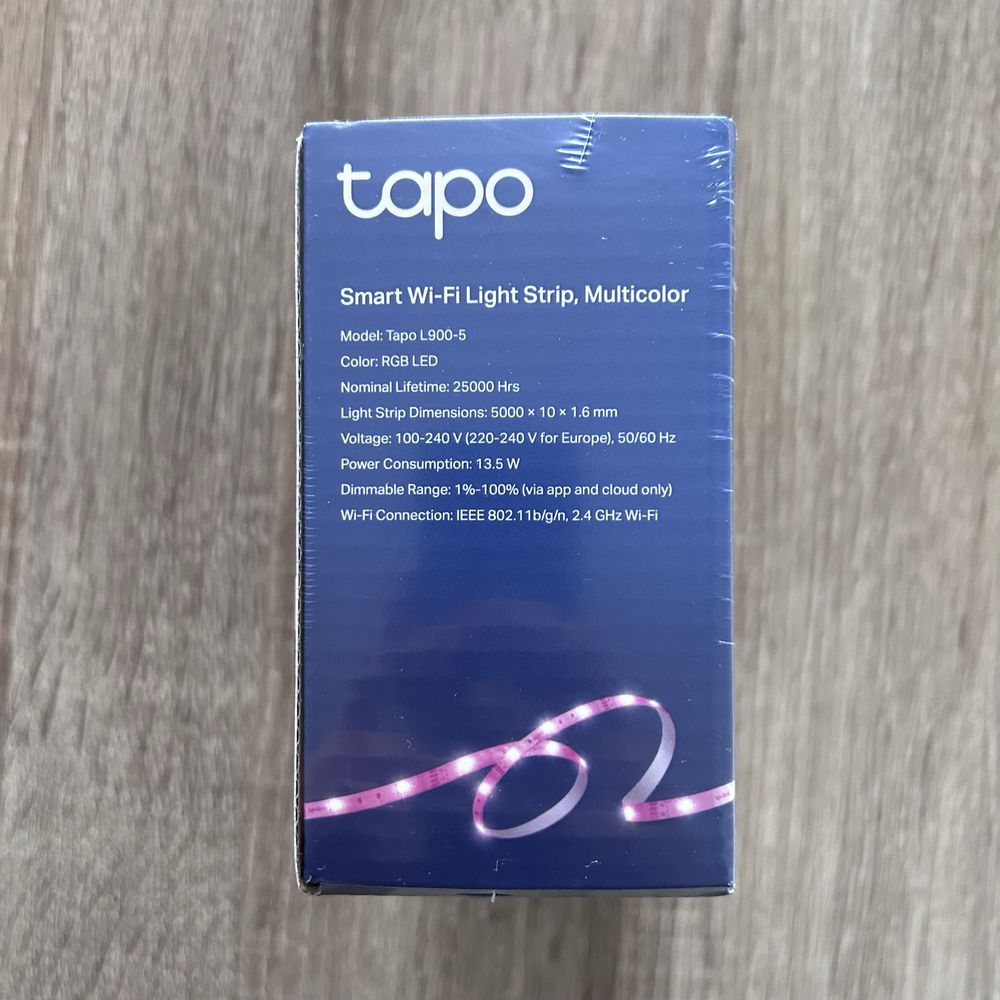 tapo
Smart Wi-Fi Light Strip, Multicolor
Model: Tapo L900-5
Color: RGB LED
Nominal Lifetime: 25000 Hrs
Light Strip Dimensions: 5000 × 10 × 1.6 mm
Voltage: 100-240 V (220-240 V for Europe), 50/60 Hz
Power Consumption: 13.5 W
Dimmable Range: 1%-100% (via app and cloud only)
Wi-Fi Connection: IEEE 802.11b/g/n, 2.4 GHz Wi-Fi